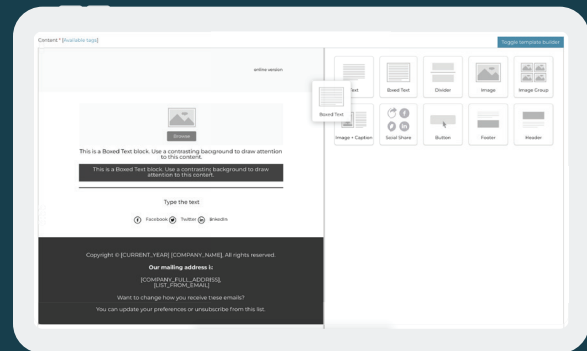 Content * [Available tags]
Toggle template builder
online version
Browse
This is a Boxed Text block. Use a contrasting bacground to draw attention
to this content.
This is a Boxed Text block. Use a contrasting background to draw
attention to this content.
Type the text
Facebook Twitter linkedin
Copyright © [CURRENT_YEAR] [COMPANY_NAME], All rights reserved.
Our mailing address is:
[COMPANY_FULL_ADDRESS],
[LIST_FROM_EMAIL]
Want to change how you receive these emails?
You can update your preferences or unsubscribe from this list.
Boxed Text
Boxed Text
Divider
Image
Image Group
Image + Caption
Social Share
Button
Footer
Header